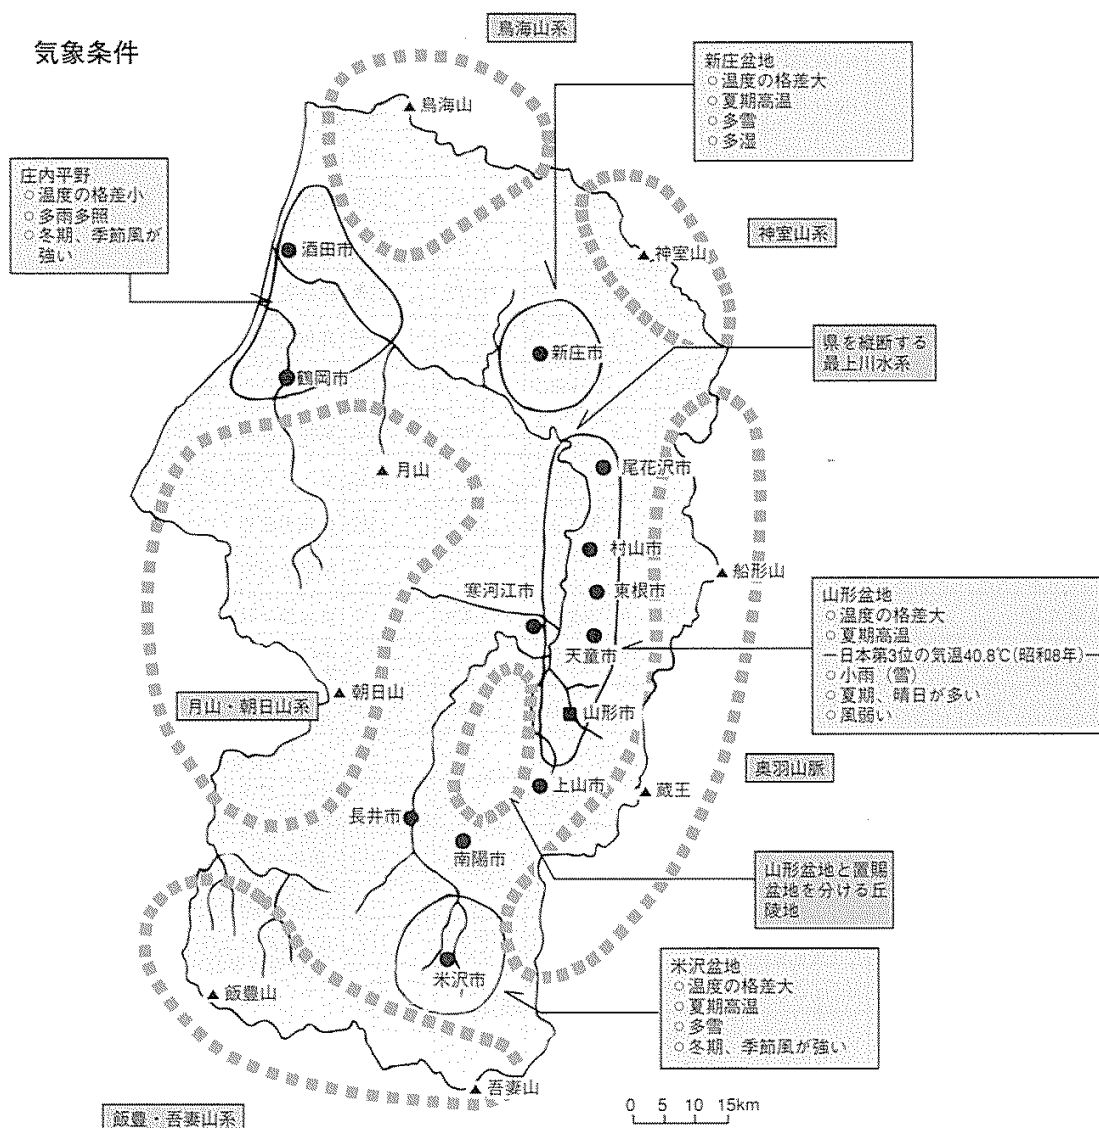 気象条件
鳥海山系
新庄盆地
○温度の格差大
○夏期高温
○多雪
○多湿
▲鳥海山
庄内平野
○温度の格差小
○多雨多照
○冬期、季節風が
強い
神室山系
●酒田市
▲神室山
県を縦断する
最上川水系
●新庄市
●鶴岡市
▲月山
●尾花沢市
●村山市
▲船形山
寒河江市
●東根市
山形盆地
○温度の格差大
○夏期高温
―日本第3位の気温40.8℃(昭和8年)―
○小雨(雪)
○夏期、晴日が多い
○風弱い
天童市
▲朝日山
月山・朝日山系
■山形市
奥羽山脈
●上山市
▲蔵王
長井市
南陽市
山形盆地と置賜
盆地を分ける丘
陵地
米沢盆地
○温度の格差大
○夏期高温
○多雪
○冬期、季節風が強い
米沢市
▲飯豊山
▲吾妻山
飯豊・吾妻山系
0 5 10 15km